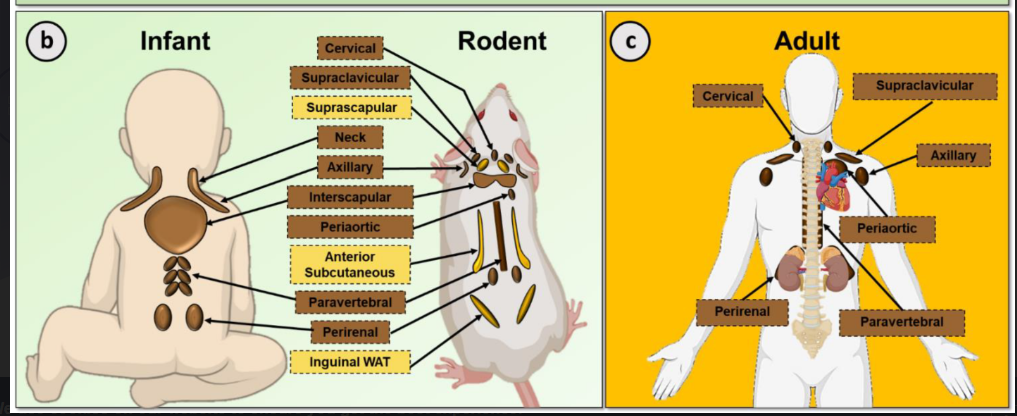 b
Infant
Rodent
Cervical
Supraclavicular
Suprascapular
Neck
Axillary
Interscapular
Periaortic
Anterior
Subcutaneous
Paravertebral
Perirenal
Inguinal WAT
c
Adult
Cervical
Supraclavicular
Axillary
Periaortic
Perirenal
Paravertebral